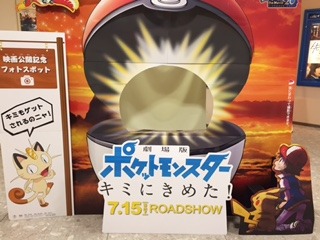 映画公開記念
フォトスポット
キミもゲット
されるのニャ!
劇場版
ポケットモンスター
キミにきめた!
7.15 ROADSHOW